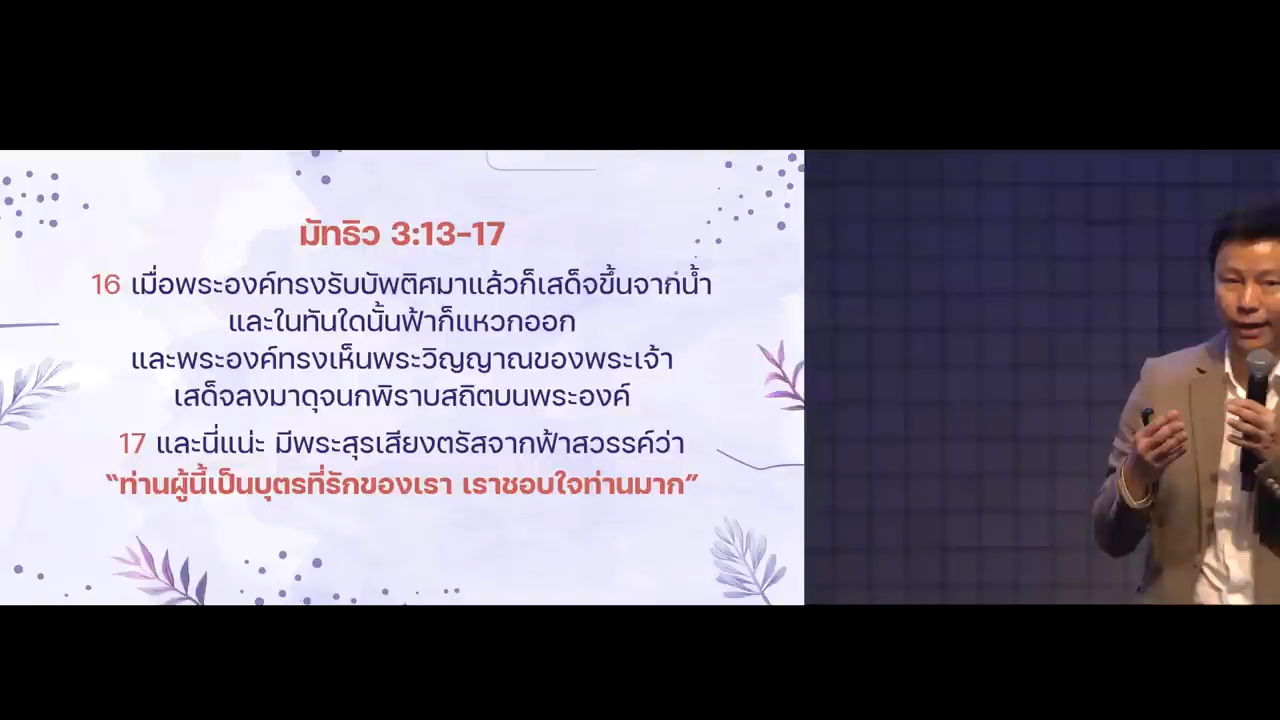 มัทธิว 3:13-17
16 เมื่อพระองค์ทรงรับบัพติศมาแล้วก็เสด็จขึ้นจากน้ำ
และในทันใดนั้นฟ้าก็แหวกออก
และพระองค์ทรงเห็นพระวิญญาณของพระเจ้า
เสด็จลงมาดุจนกพิราบสถิตบนพระองค์
17 และนี่แน่ะ มีพระสุรเสียงตรัสจากฟ้าสวรรค์ว่า
“ท่านผู้นี้เป็นบุตรที่รักของเรา เราชอบใจท่านมาก”